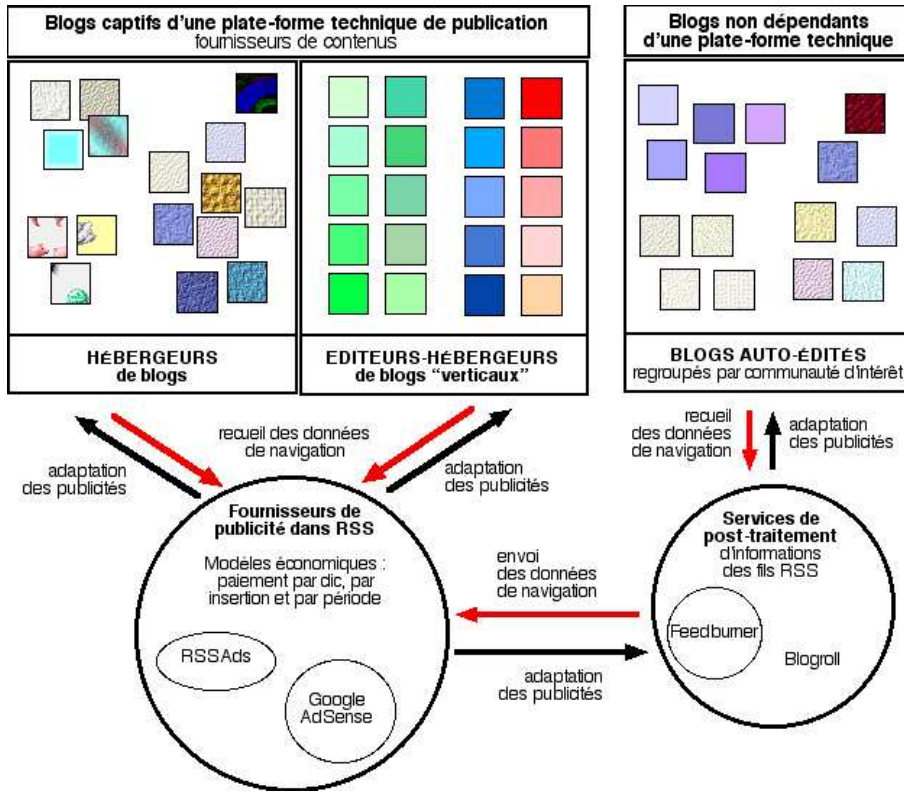 Blogs captifs d'une plate-forme technique de publication
fournisseurs de contenus
Blogs non dépendants
d'une plate-forme technique
HÉBERGEURS
de blogs
EDITEURS-HÉBERGEURS
de blogs "verticaux"
BLOGS AUTO-ÉDITÉS
regroupés par communauté d'intérêt
adaptation
des publicités
recueil des données
de navigation
adaptation
des publicités
recueil
des données
de navigation
adaptation
des publicités
Fournisseurs de
publicité dans RSS
Modèles économiques :
paiement par clic, par
insertion et par période
RSSAds
Google
AdSense
envoi
des données
de navigation
adaptation
des publicités
Services de
post-traitement
d'informations
des fils RSS
Feedburner
Blogroll